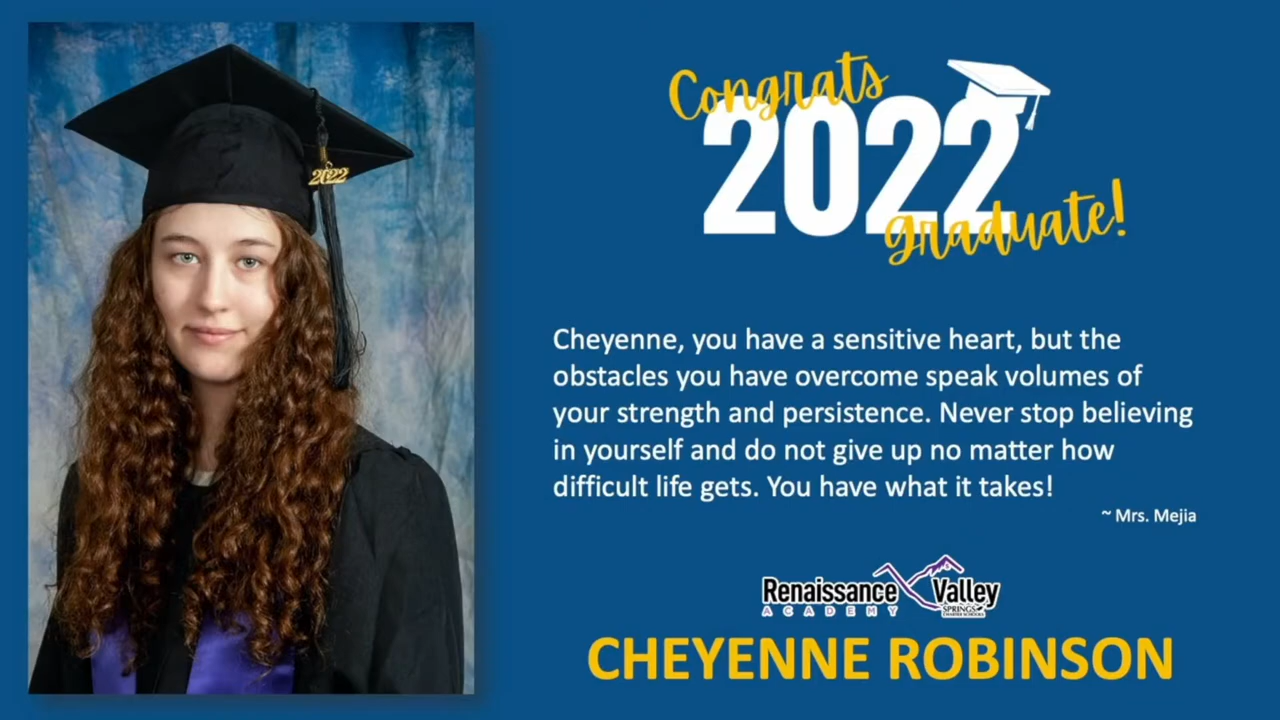 2022
Congrats
2022
graduate!
Cheyenne, you have a sensitive heart, but the
obstacles you have overcome speak volumes of
your strength and persistence. Never stop believing
in yourself and do not give up no matter how
difficult life gets. You have what it takes!
~ Mrs. Mejia
Renaissance Valley
ACADEMY
SPRINGS
CHARTER SCHOOLS
CHEYENNE ROBINSON